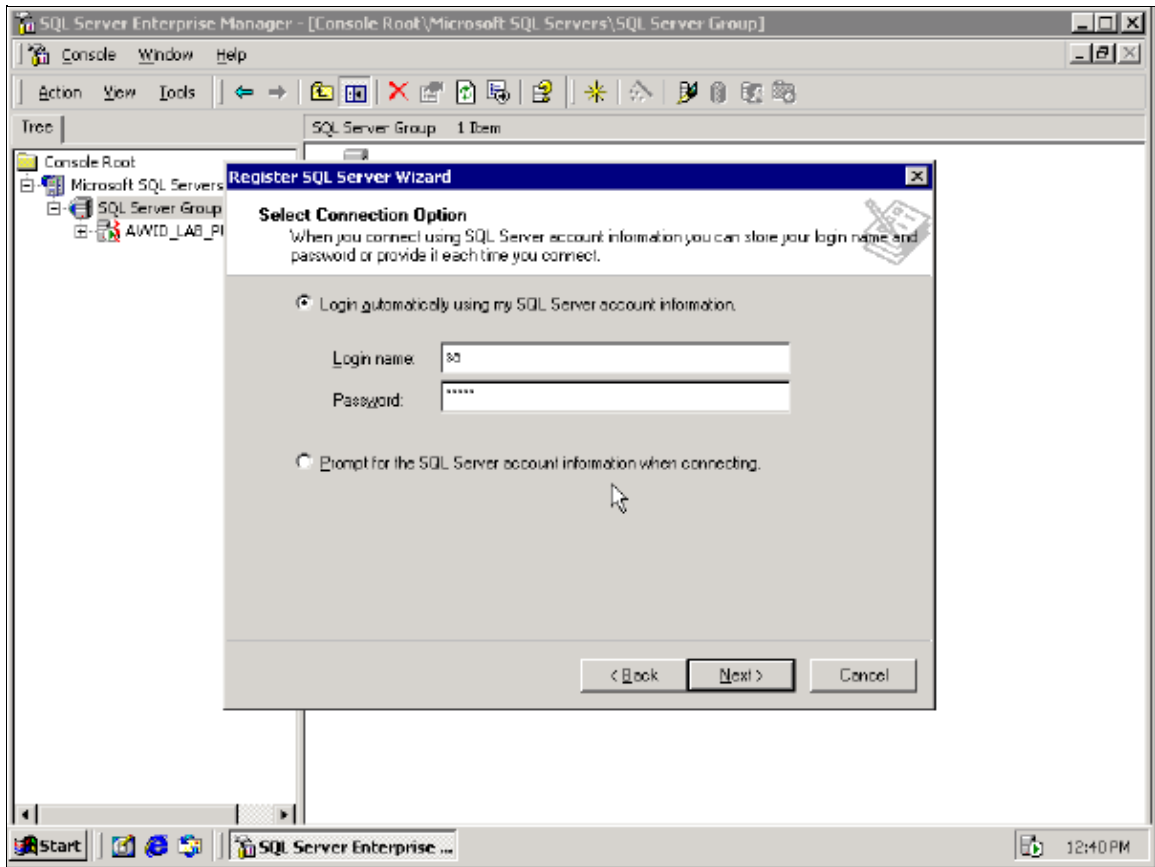 SQL Server Enterprise Manager - [Console Root\Microsoft SQL Servers\SQL Server Group]
Console Window Help
Action View Tools
Tree
SQL Server Group 1 Item
Console Root
Microsoft SQL Servers
SQL Server Group
Register SQL Server Wizard
Select Connection Option
When you connect using SQL Server account information you can store your login name and
password or provide it each time you connect.
Login automatically using my SQL Server account information.
Login name: sa
Password: *****
Prompt for the SQL Server account information when connecting.
< Back Next > Cancel
Start SQL Server Enterprise ... 12:40 PM